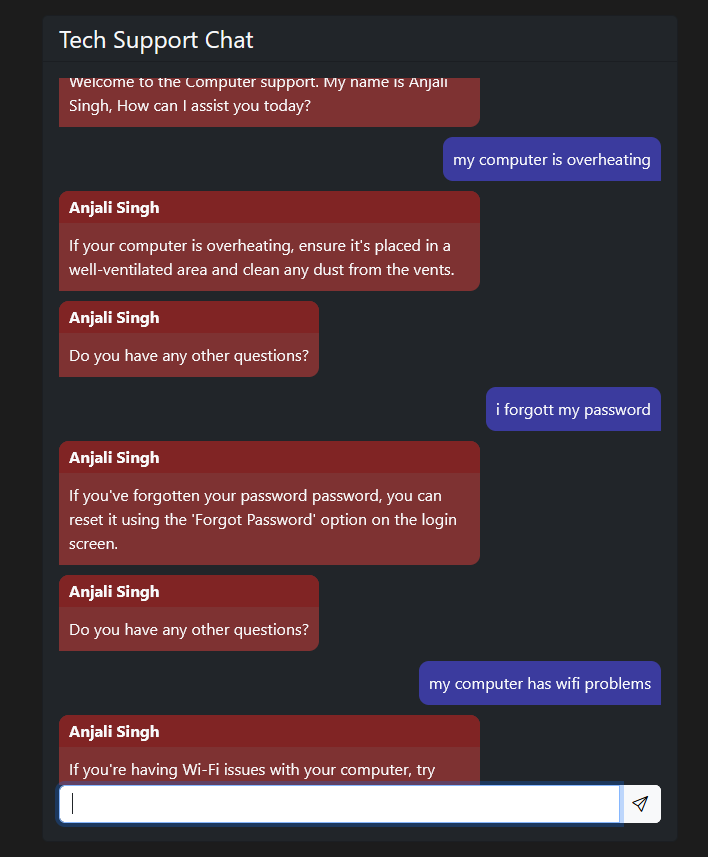 Tech Support Chat
Welcome to the Computer support. My name is Anjali
Singh, How can I assist you today?
my computer is overheating
Anjali Singh
If your computer is overheating, ensure it's placed in a
well-ventilated area and clean any dust from the vents.
Anjali Singh
Do you have any other questions?
i forgott my password
Anjali Singh
If you've forgotten your password password, you can
reset it using the 'Forgot Password' option on the login
screen.
Anjali Singh
Do you have any other questions?
my computer has wifi problems
Anjali Singh
If you're having Wi-Fi issues with your computer, try